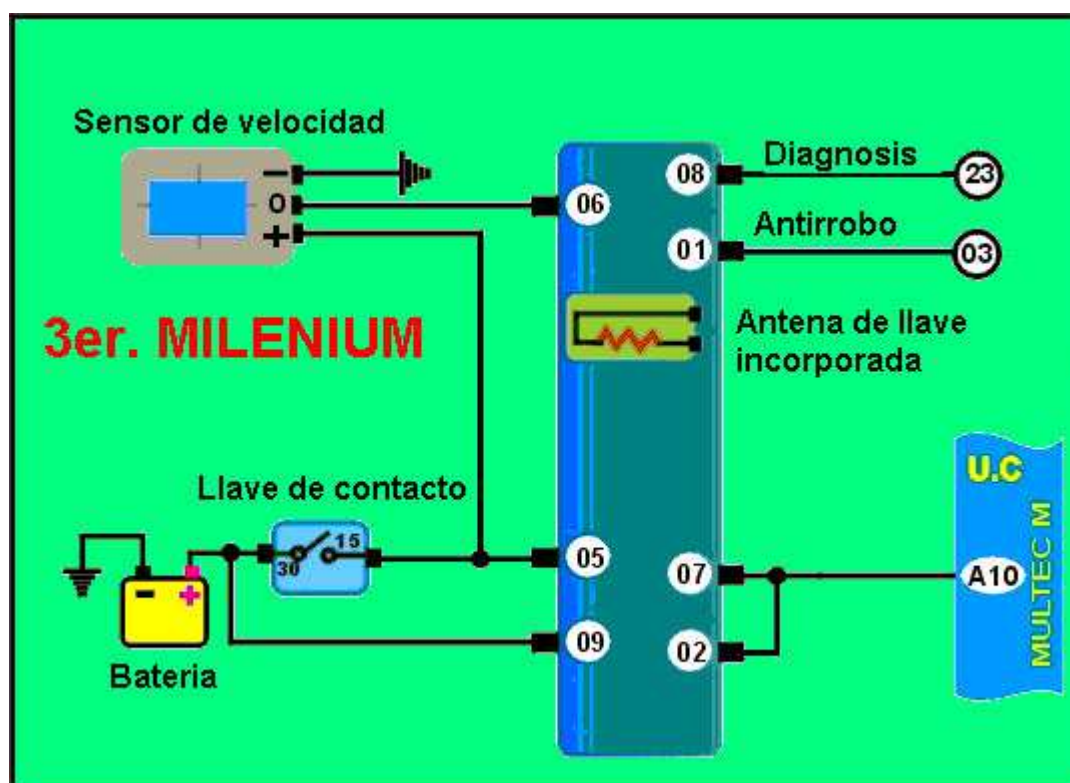 Sensor de velocidad
-
O
+
06
08
Diagnosis
23
01
Antirrobo
03
3er. MILENIUM
Antena de llave
incorporada
Llave de contacto
30
15
- +
Bateria
05
09
07
02
U.C
A10
MULTEC M